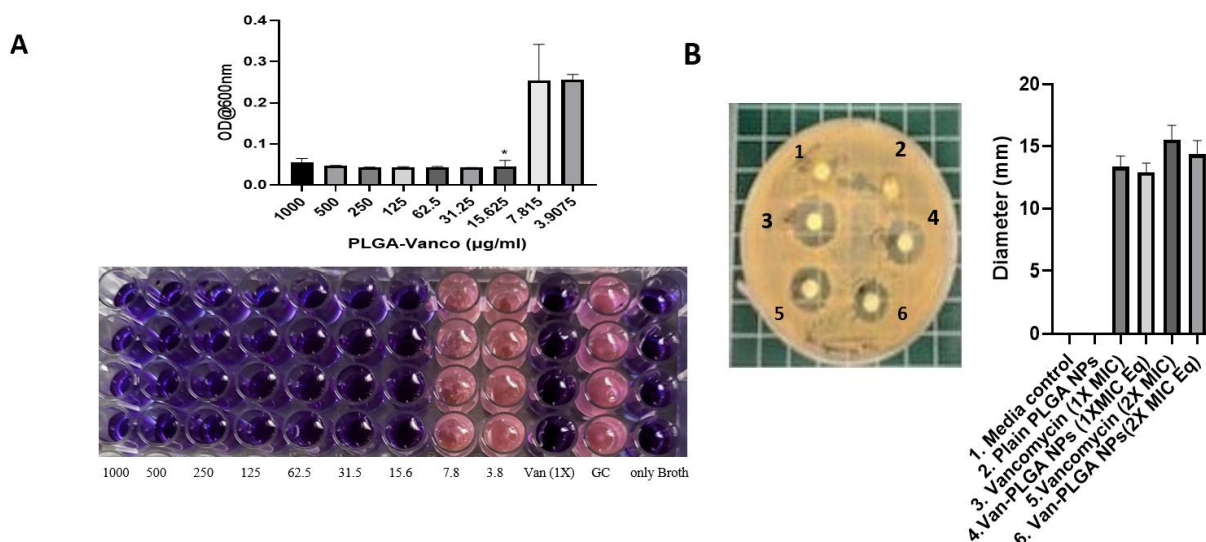 A
0.4
0.3
0.2
0.1
0.0
OD@600nm
*
1000
500
250
125
62.5
31.25
15.625
7.815
3.9075
PLGA-Vanco (µg/ml)
1000 500 250 125 62.5 31.5 15.6 7.8 3.8 Van (1X) GC only Broth
B
1 2
3 4
5 6
20
15
10
5
0
Diameter (mm)
1. Media control
2. Plain PLGA NPs
3. Vancomycin (1X MIC)
4.Van-PLGA NPs (1XMIC Eq)
5.Vancomycin (2X MIC)
6. Van-PLGA NPs(2X MIC Eq)